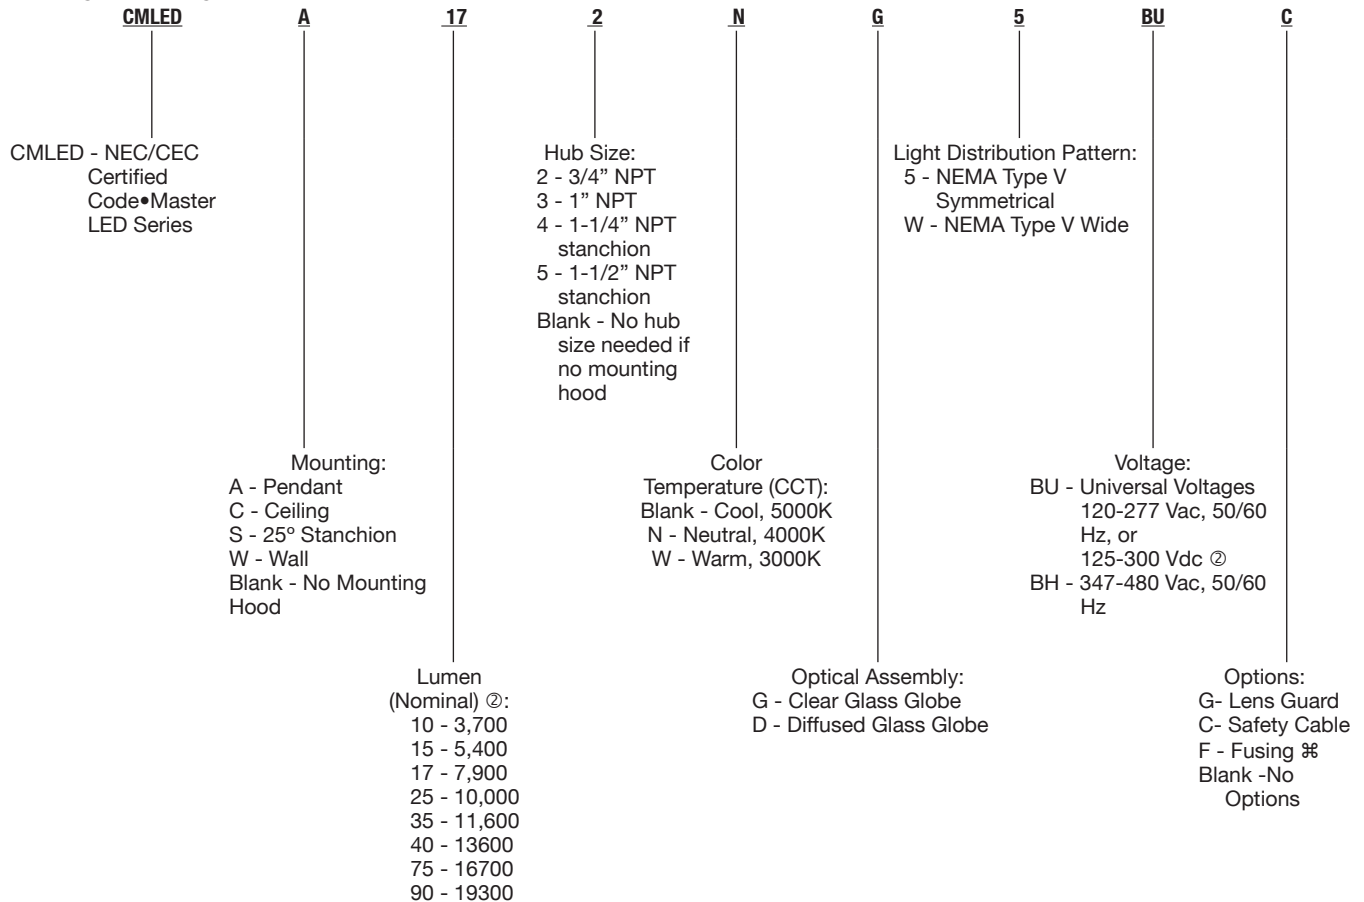 CMLED A 17 2 N G 5 BU C
CMLED - NEC/CEC
Certified
Code•Master
LED Series
Hub Size:
2 - 3/4” NPT
3 - 1” NPT
4 - 1-1/4” NPT
stanchion
5 - 1-1/2” NPT
stanchion
Blank - No hub
size needed if
no mounting
hood
Light Distribution Pattern:
5 - NEMA Type V
Symmetrical
W - NEMA Type V Wide
Mounting:
A - Pendant
C - Ceiling
S - 25º Stanchion
W - Wall
Blank - No Mounting
Hood
Color
Temperature (CCT):
Blank - Cool, 5000K
N - Neutral, 4000K
W - Warm, 3000K
Voltage:
BU - Universal Voltages
120-277 Vac, 50/60
Hz, or
125-300 Vdc ②
BH - 347-480 Vac, 50/60
Hz
Lumen
(Nominal) ②:
10 - 3,700
15 - 5,400
17 - 7,900
25 - 10,000
35 - 11,600
40 - 13600
75 - 16700
90 - 19300
Optical Assembly:
G - Clear Glass Globe
D - Diffused Glass Globe
Options:
G- Lens Guard
C- Safety Cable
F - Fusing ⌘
Blank -No
Options